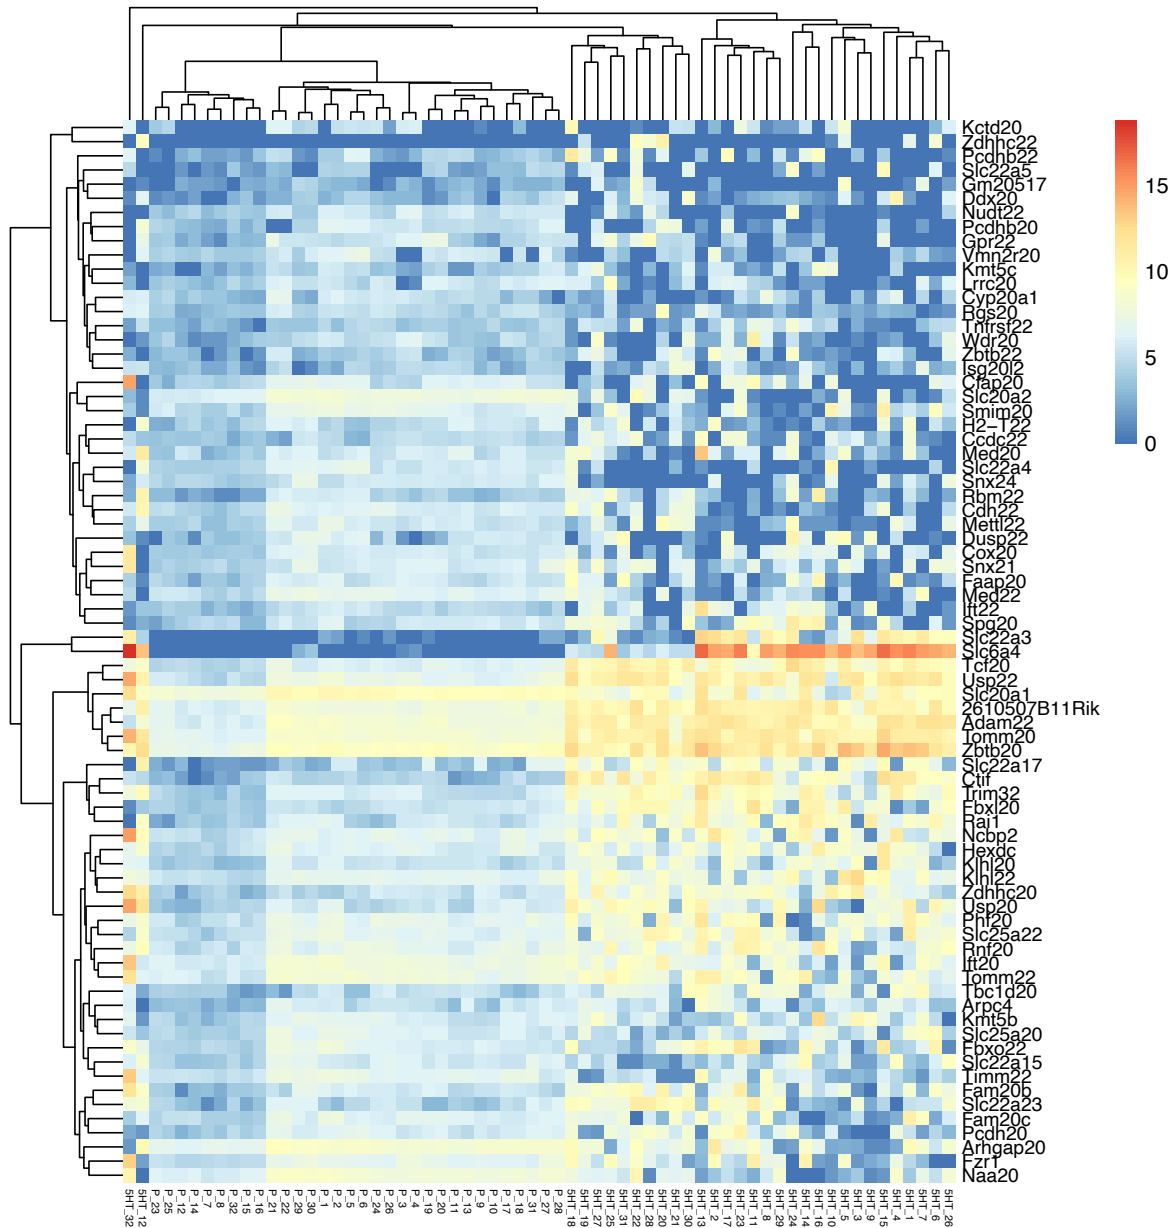 Kctd20
Zdhhc22
Pcdhb22
Slc22a5
Gm20517
Ddx20
Nudt22
Pcdhb20
Gpr22
Vmn2r20
Kmt5c
Lrrc20
Cyp20a1
Rgs20
Tnfrsf22
Wdr20
Zbtb22
Isg20l2
Cfap20
Slc20a2
Smim20
H2−T22
Ccdc22
Med20
Slc22a4
Snx24
Rbm22
Cdh22
Mettl22
Dusp22
Cox20
Snx21
Faap20
Med22
Ift22
Spg20
Slc22a3
Slc6a4
Tcf20
Usp22
Slc20a1
2610507B11Rik
Adam22
Tomm20
Zbtb20
Slc22a17
Ctif
Trim32
Fbxl20
Rai1
Ncbp2
Hexdc
Klhl20
Klhl22
Zdhhc20
Usp20
Phf20
Slc25a22
Rnf20
Ift20
Tomm22
Tbc1d20
Arpc4
Kmt5b
Slc25a20
Fbxo22
Slc22a15
Timm22
Fam20b
Slc22a23
Fam20c
Pcdh20
Arhgap20
Fzr1
Naa20
15
10
5
0
5HT_32
5HT_12
P_23
P_25
P_12
P_14
P_7
P_8
P_32
P_15
P_16
P_21
P_22
P_29
P_30
P_1
P_2
P_5
P_6
P_24
P_26
P_3
P_4
P_19
P_20
P_11
P_13
P_9
P_10
P_17
P_18
P_31
P_27
P_28
5HT_18
5HT_19
5HT_27
5HT_25
5HT_31
5HT_22
5HT_28
5HT_20
5HT_21
5HT_30
5HT_13
5HT_2
5HT_17
5HT_23
5HT_11
5HT_8
5HT_29
5HT_24
5HT_14
5HT_16
5HT_10
5HT_5
5HT_3
5HT_9
5HT_15
5HT_4
5HT_1
5HT_7
5HT_6
5HT_26